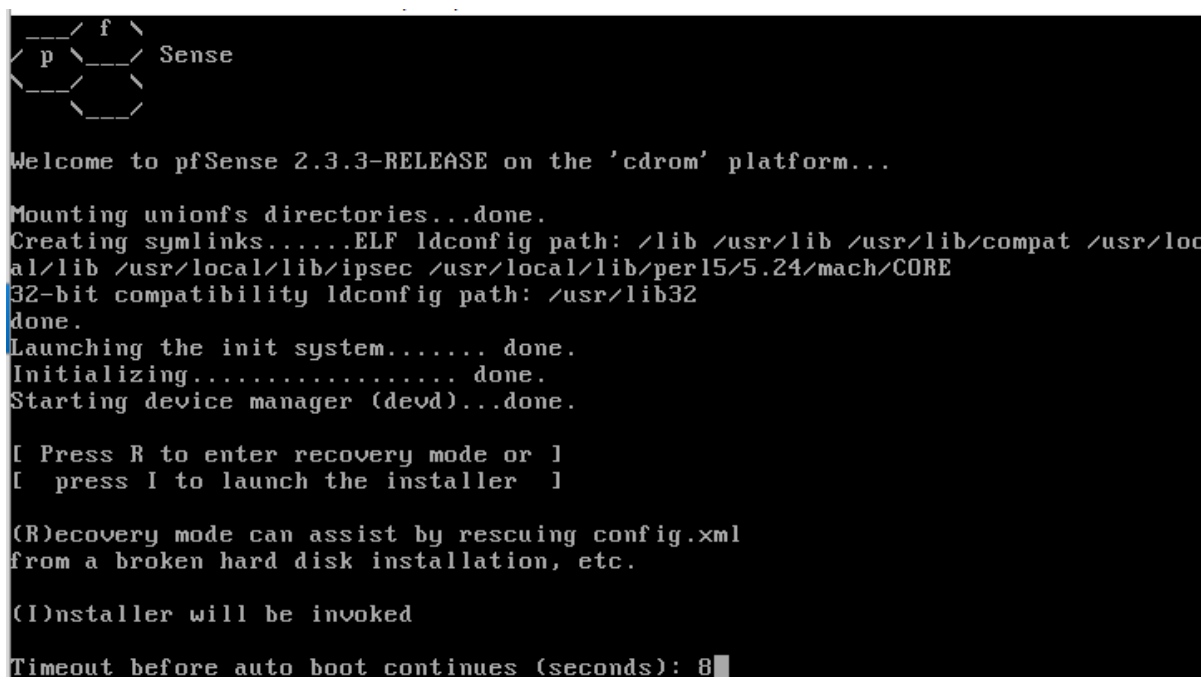 ___/ f \
/ p \___/ Sense
\___/   \
    \___/
Welcome to pfSense 2.3.3-RELEASE on the 'cdrom' platform...
Mounting unionfs directories...done.
Creating symlinks......ELF ldconfig path: /lib /usr/lib /usr/lib/compat /usr/loc
al/lib /usr/local/lib/ipsec /usr/local/lib/perl5/5.24/mach/CORE
32-bit compatibility ldconfig path: /usr/lib32
done.
Launching the init system....... done.
Initializing.................. done.
Starting device manager (devd)...done.
[ Press R to enter recovery mode or ]
[  press I to launch the installer  ]
(R)ecovery mode can assist by rescuing config.xml
from a broken hard disk installation, etc.
(I)nstaller will be invoked
Timeout before auto boot continues (seconds): 8